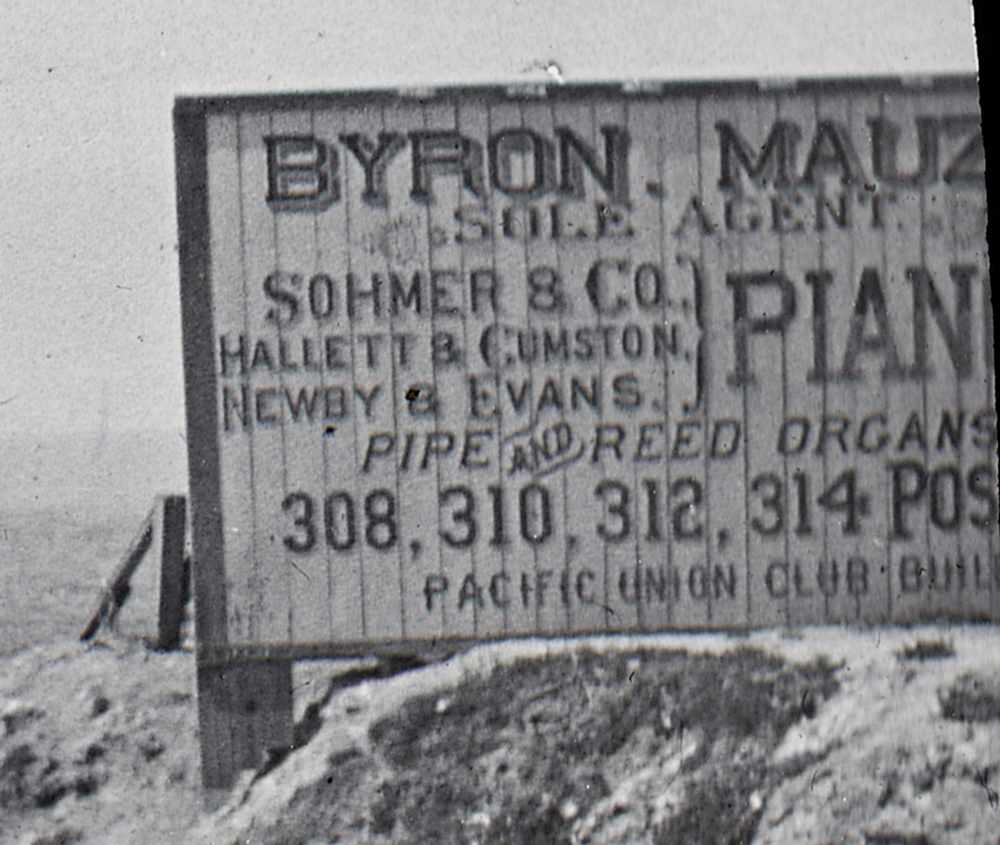 BYRON. MAUZ
SOLE AGENT
SOHMER & CO.
HALLETT & CUMSTON.
NEWBY & EVANS.
PIAN
PIPE AND REED ORGANS
308, 310, 312, 314 POS
PACIFIC UNION CLUB BUIL